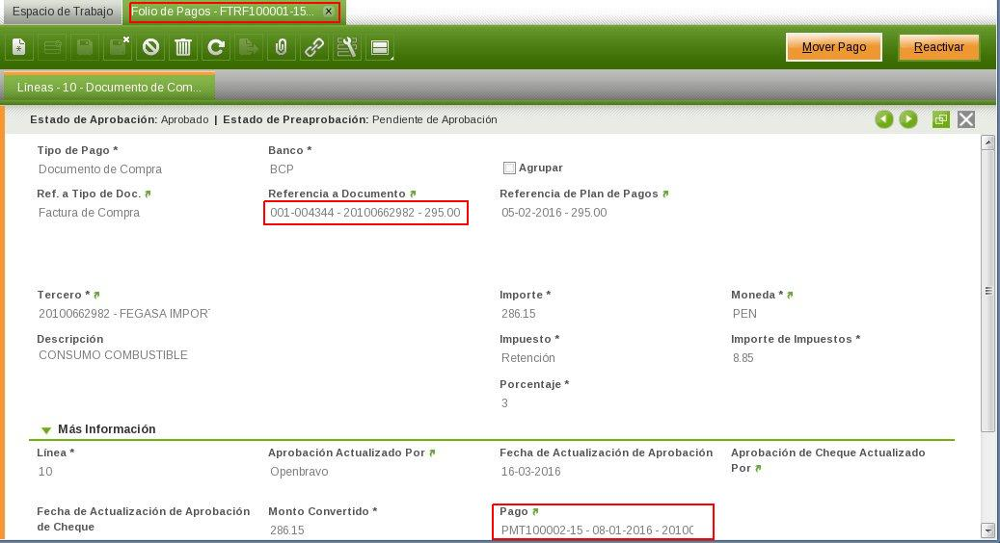 Espacio de Trabajo
Folio de Pagos - FTRF100001-15...
Mover Pago
Reactivar
Líneas - 10 - Documento de Com...
Estado de Aprobación: Aprobado | Estado de Preaprobación: Pendiente de Aprobación
Tipo de Pago *
Banco *
Documento de Compra
BCP
Agrupar
Ref. a Tipo de Doc.
Referencia a Documento
Referencia de Plan de Pagos
Factura de Compra
001-004344 - 20100662982 - 295.00
05-02-2016 - 295.00
Tercero *
Importe *
Moneda *
20100662982 - FEGASA IMPOR
286.15
PEN
Descripción
Impuesto *
Importe de Impuestos *
CONSUMO COMBUSTIBLE
Retención
8.85
Porcentaje *
3
Más Información
Línea *
Aprobación Actualizado Por
Fecha de Actualización de Aprobación
Aprobación de Cheque Actualizado
Por
10
Openbravo
16-03-2016
Fecha de Actualización de Aprobación
de Cheque
Monto Convertido *
Pago
286.15
PMT100002-15 - 08-01-2016 - 20100